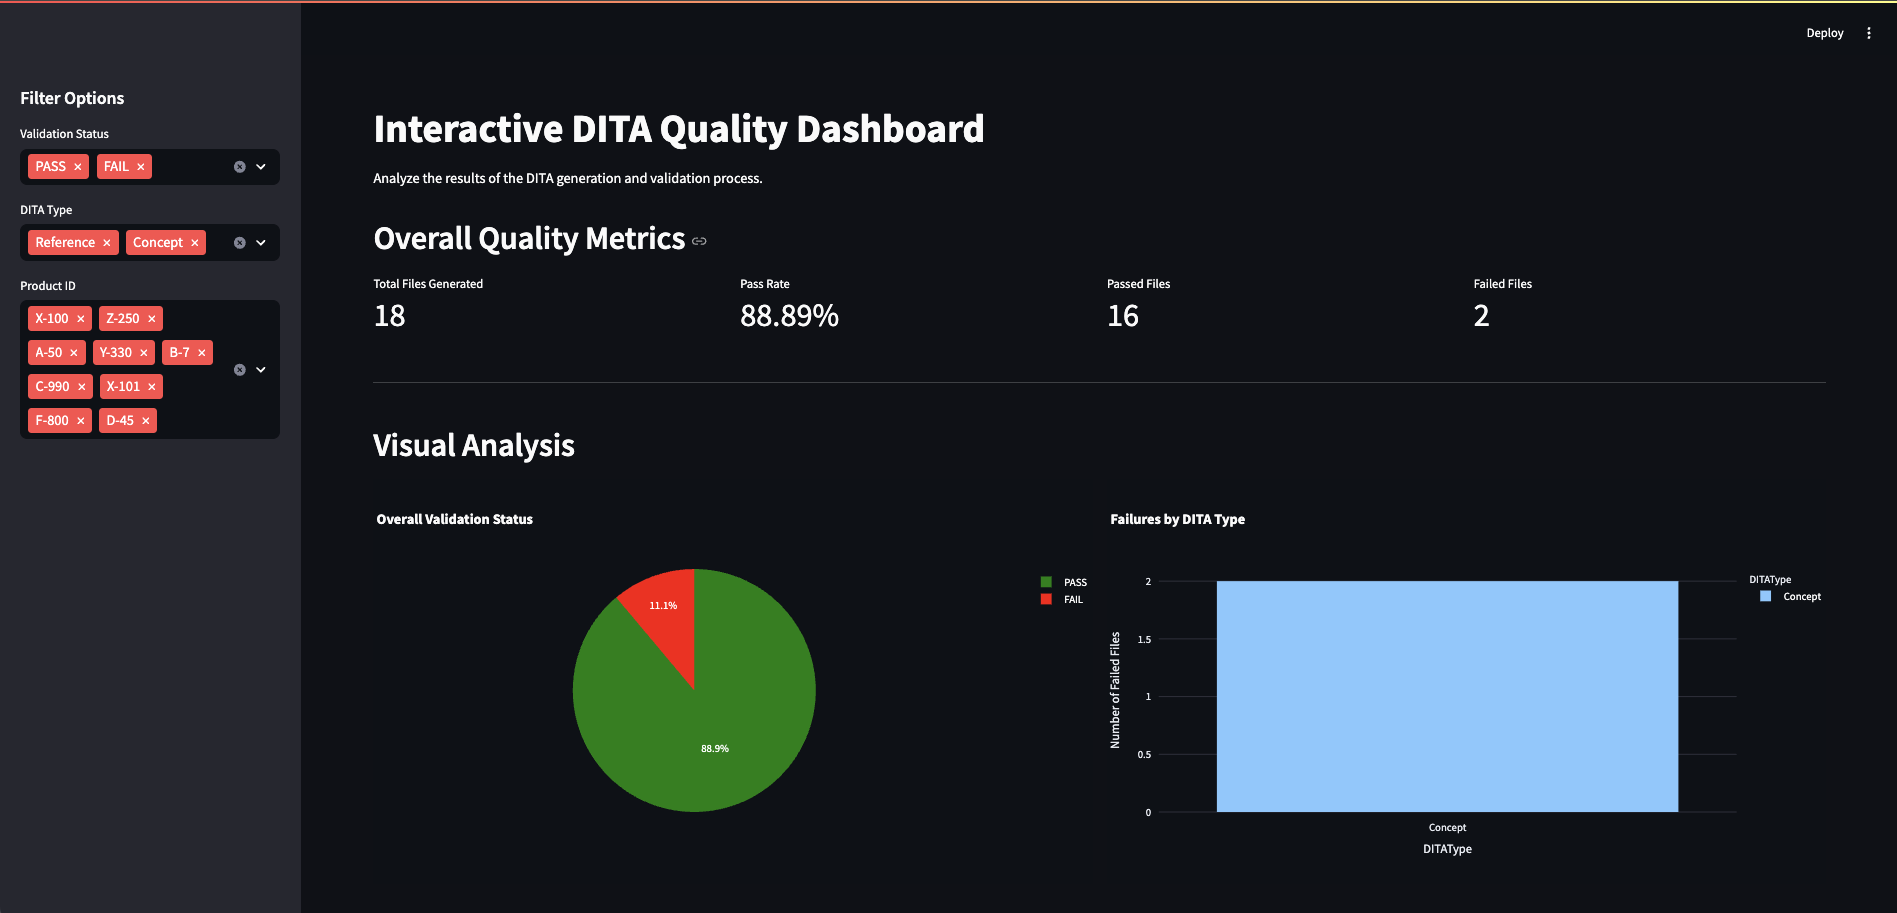 Deploy
Filter Options
Validation Status
PASS FAIL
DITA Type
Reference Concept
Product ID
X-100 Z-250
A-50 Y-330 B-7
C-990 X-101
F-800 D-45
Interactive DITA Quality Dashboard
Analyze the results of the DITA generation and validation process.
Overall Quality Metrics
Total Files Generated
18
Pass Rate
88.89%
Passed Files
16
Failed Files
2
Visual Analysis
Overall Validation Status
11.1%
88.9%
PASS
FAIL
Failures by DITA Type
Number of Failed Files
2
1.5
1
0.5
0
Concept
DITAType
DITAType
Concept